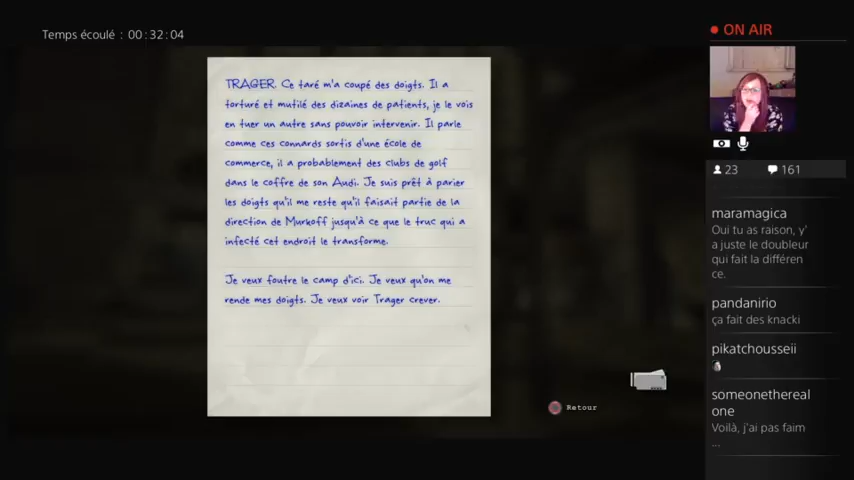 Temps écoulé : 00:32:04
TRAGER. Ce taré m'a coupé des doigts. Il a
torturé et mutilé des dizaines de patients, je le vois
en tuer un autre sans pouvoir intervenir. Il parle
comme ces connards sortis d'une école de
commerce, il a probablement des clubs de golf
dans le coffre de son Audi. Je suis prêt à parier
les doigts qu'il me reste qu'il faisait partie de la
direction de Murkoff jusqu'à ce que le truc qui a
infecté cet endroit le transforme.
Je veux foutre le camp d'ici. Je veux qu'on me
rende mes doigts. Je veux voir Trager crever.
Retour
ON AIR
23 161
maramagica
Oui tu as raison, y'
a juste le doubleur
qui fait la différen
ce.
pandanirio
ça fait des knacki
pikatchousseii
someonethereal
one
Voilà, j'ai pas faim
...